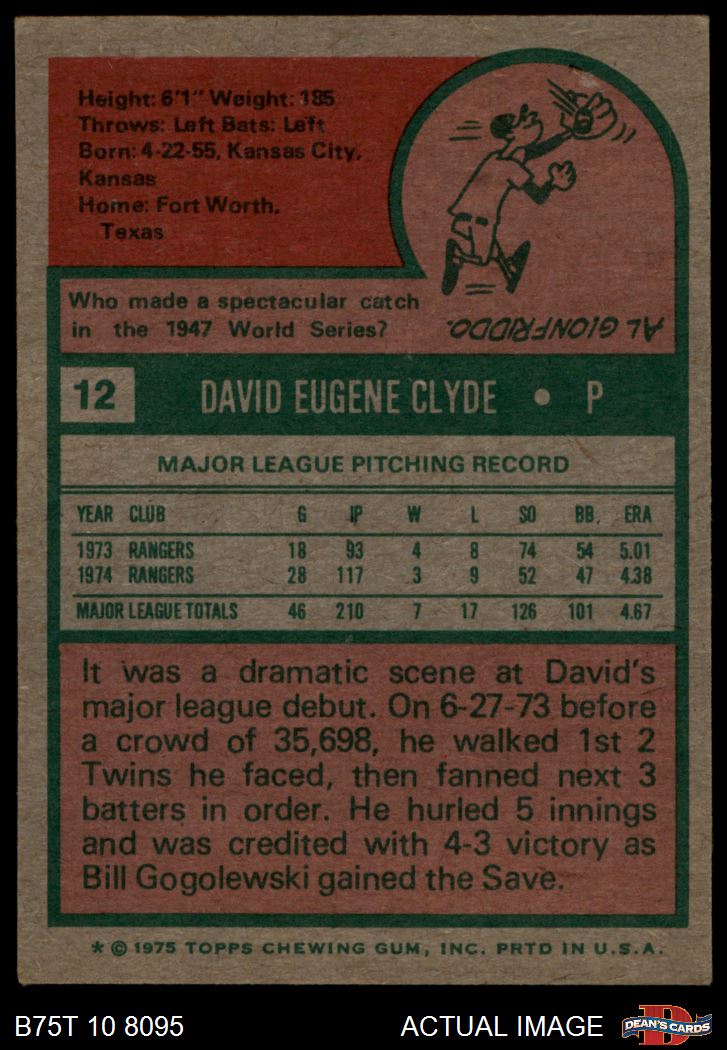 Height: 6'1" Weight: 185
Throws: Left Bats: Left
Born: 4-22-55, Kansas City,
Kansas
Home: Fort Worth,
Texas
Who made a spectacular catch
in the 1947 World Series?
AL GIONFRIDDO.
12 DAVID EUGENE CLYDE • P
MAJOR LEAGUE PITCHING RECORD
YEAR CLUB G IP W L SO BB. ERA
1973 RANGERS 18 93 4 8 74 54 5.01
1974 RANGERS 28 117 3 9 52 47 4.38
MAJOR LEAGUE TOTALS 46 210 7 17 126 101 4.67
It was a dramatic scene at David's
major league debut. On 6-27-73 before
a crowd of 35,698, he walked 1st 2
Twins he faced, then fanned next 3
batters in order. He hurled 5 innings
and was credited with 4-3 victory as
Bill Gogolewski gained the Save.
* © 1975 TOPPS CHEWING GUM, INC. PRTD IN U.S.A.
B75T 10 8095 ACTUAL IMAGE D DEAN'S CARDS